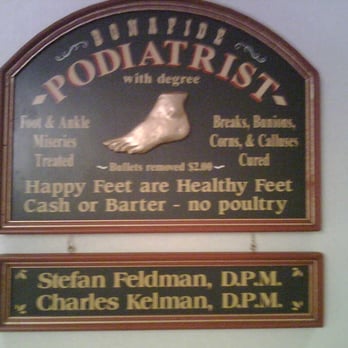 BONAFIDE
PODIATRIST
with degree
Foot & Ankle
Miseries
Treated
Breaks, Bunions,
Corns, & Calluses
Cured
~Bullets removed $2.00~
Happy Feet are Healthy Feet
Cash or Barter - no poultry
Stefan Feldman, D.P.M.
Charles Kelman, D.P.M.